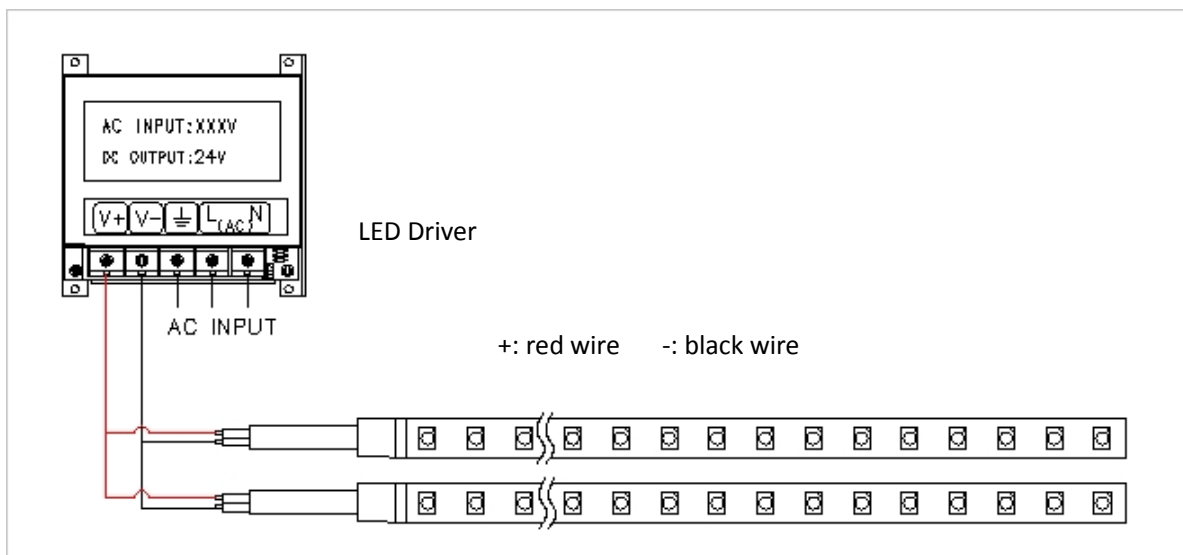 AC INPUT:XXXV
DC OUTPUT:24V
V+ V- L(AC)N
LED Driver
AC INPUT
+: red wire -: black wire